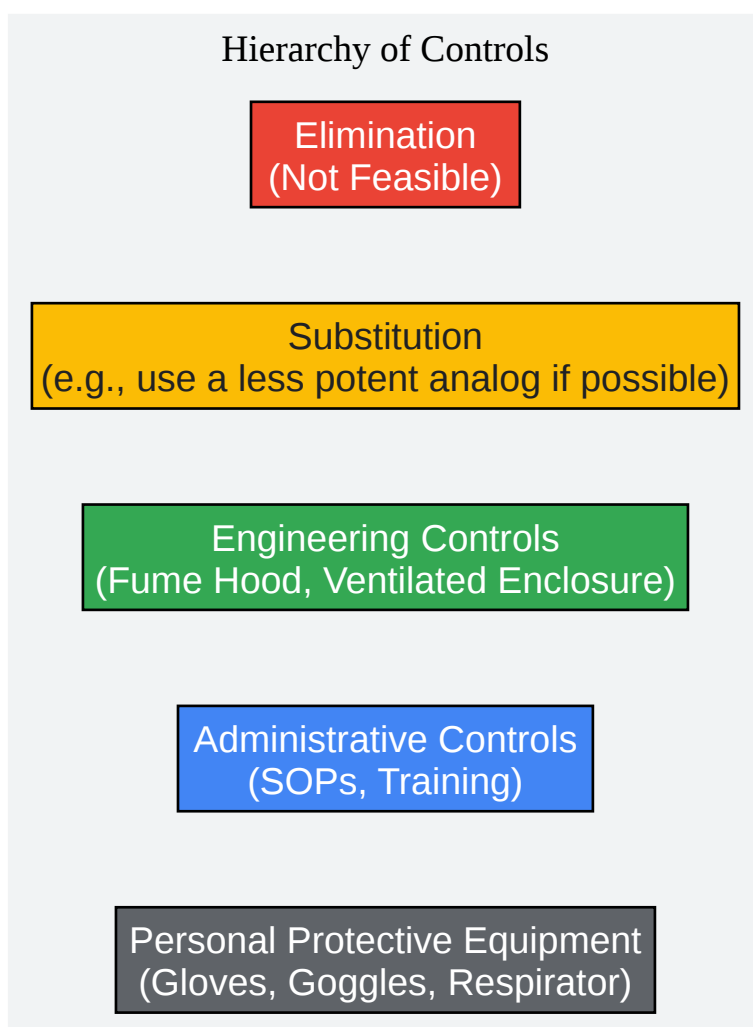 Hierarchy of Controls
Elimination
(Not Feasible)
Substitution
(e.g., use a less potent analog if possible)
Engineering Controls
(Fume Hood, Ventilated Enclosure)
Administrative Controls
(SOPs, Training)
Personal Protective Equipment
(Gloves, Goggles, Respirator)